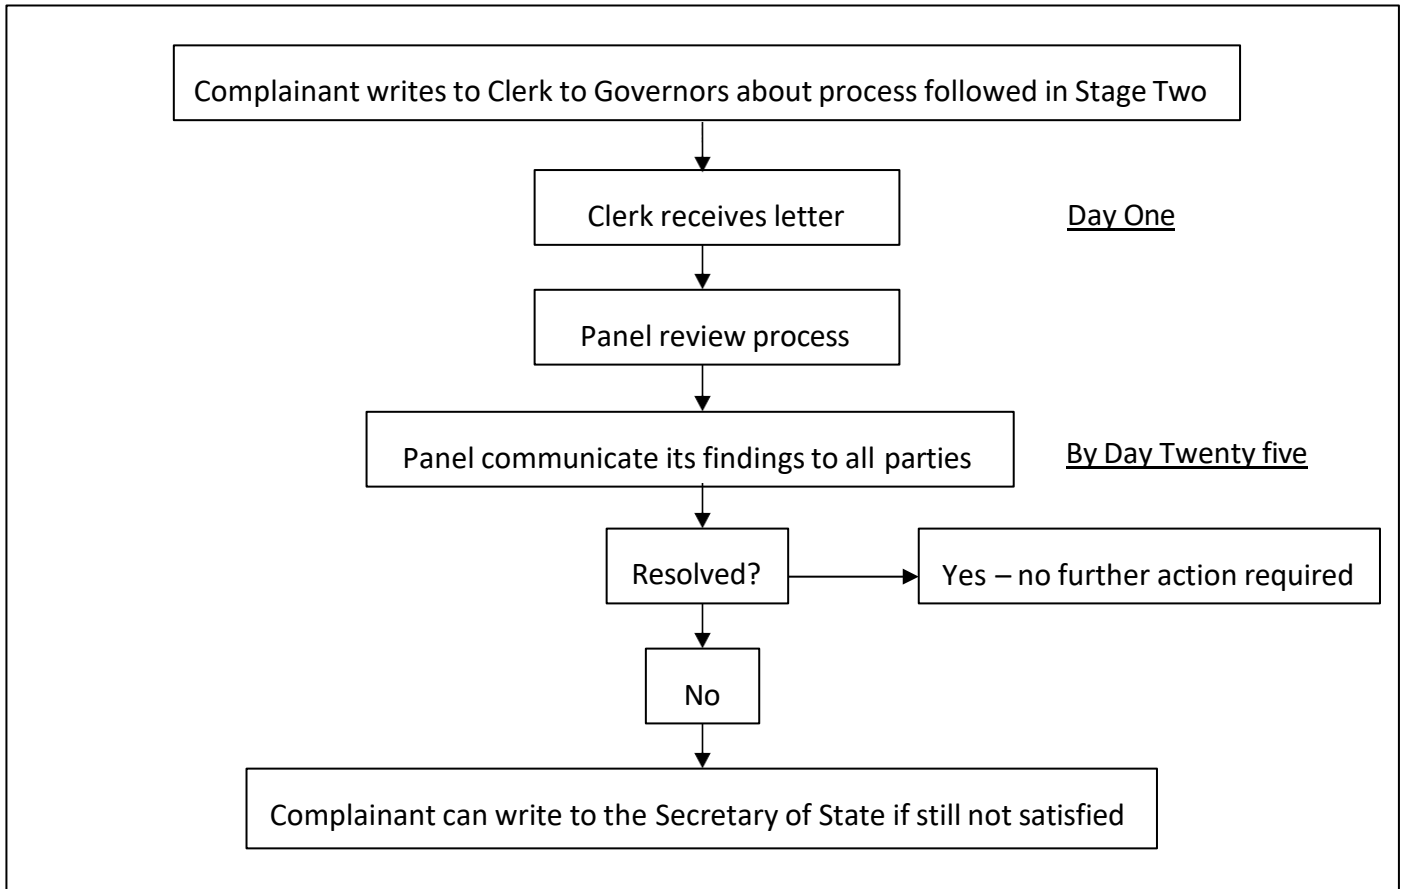 Complainant writes to Clerk to Governors about process followed in Stage Two
Clerk receives letter
Day One
Panel review process
Panel communicate its findings to all parties
By Day Twenty five
Resolved?
Yes – no further action required
No
Complainant can write to the Secretary of State if still not satisfied